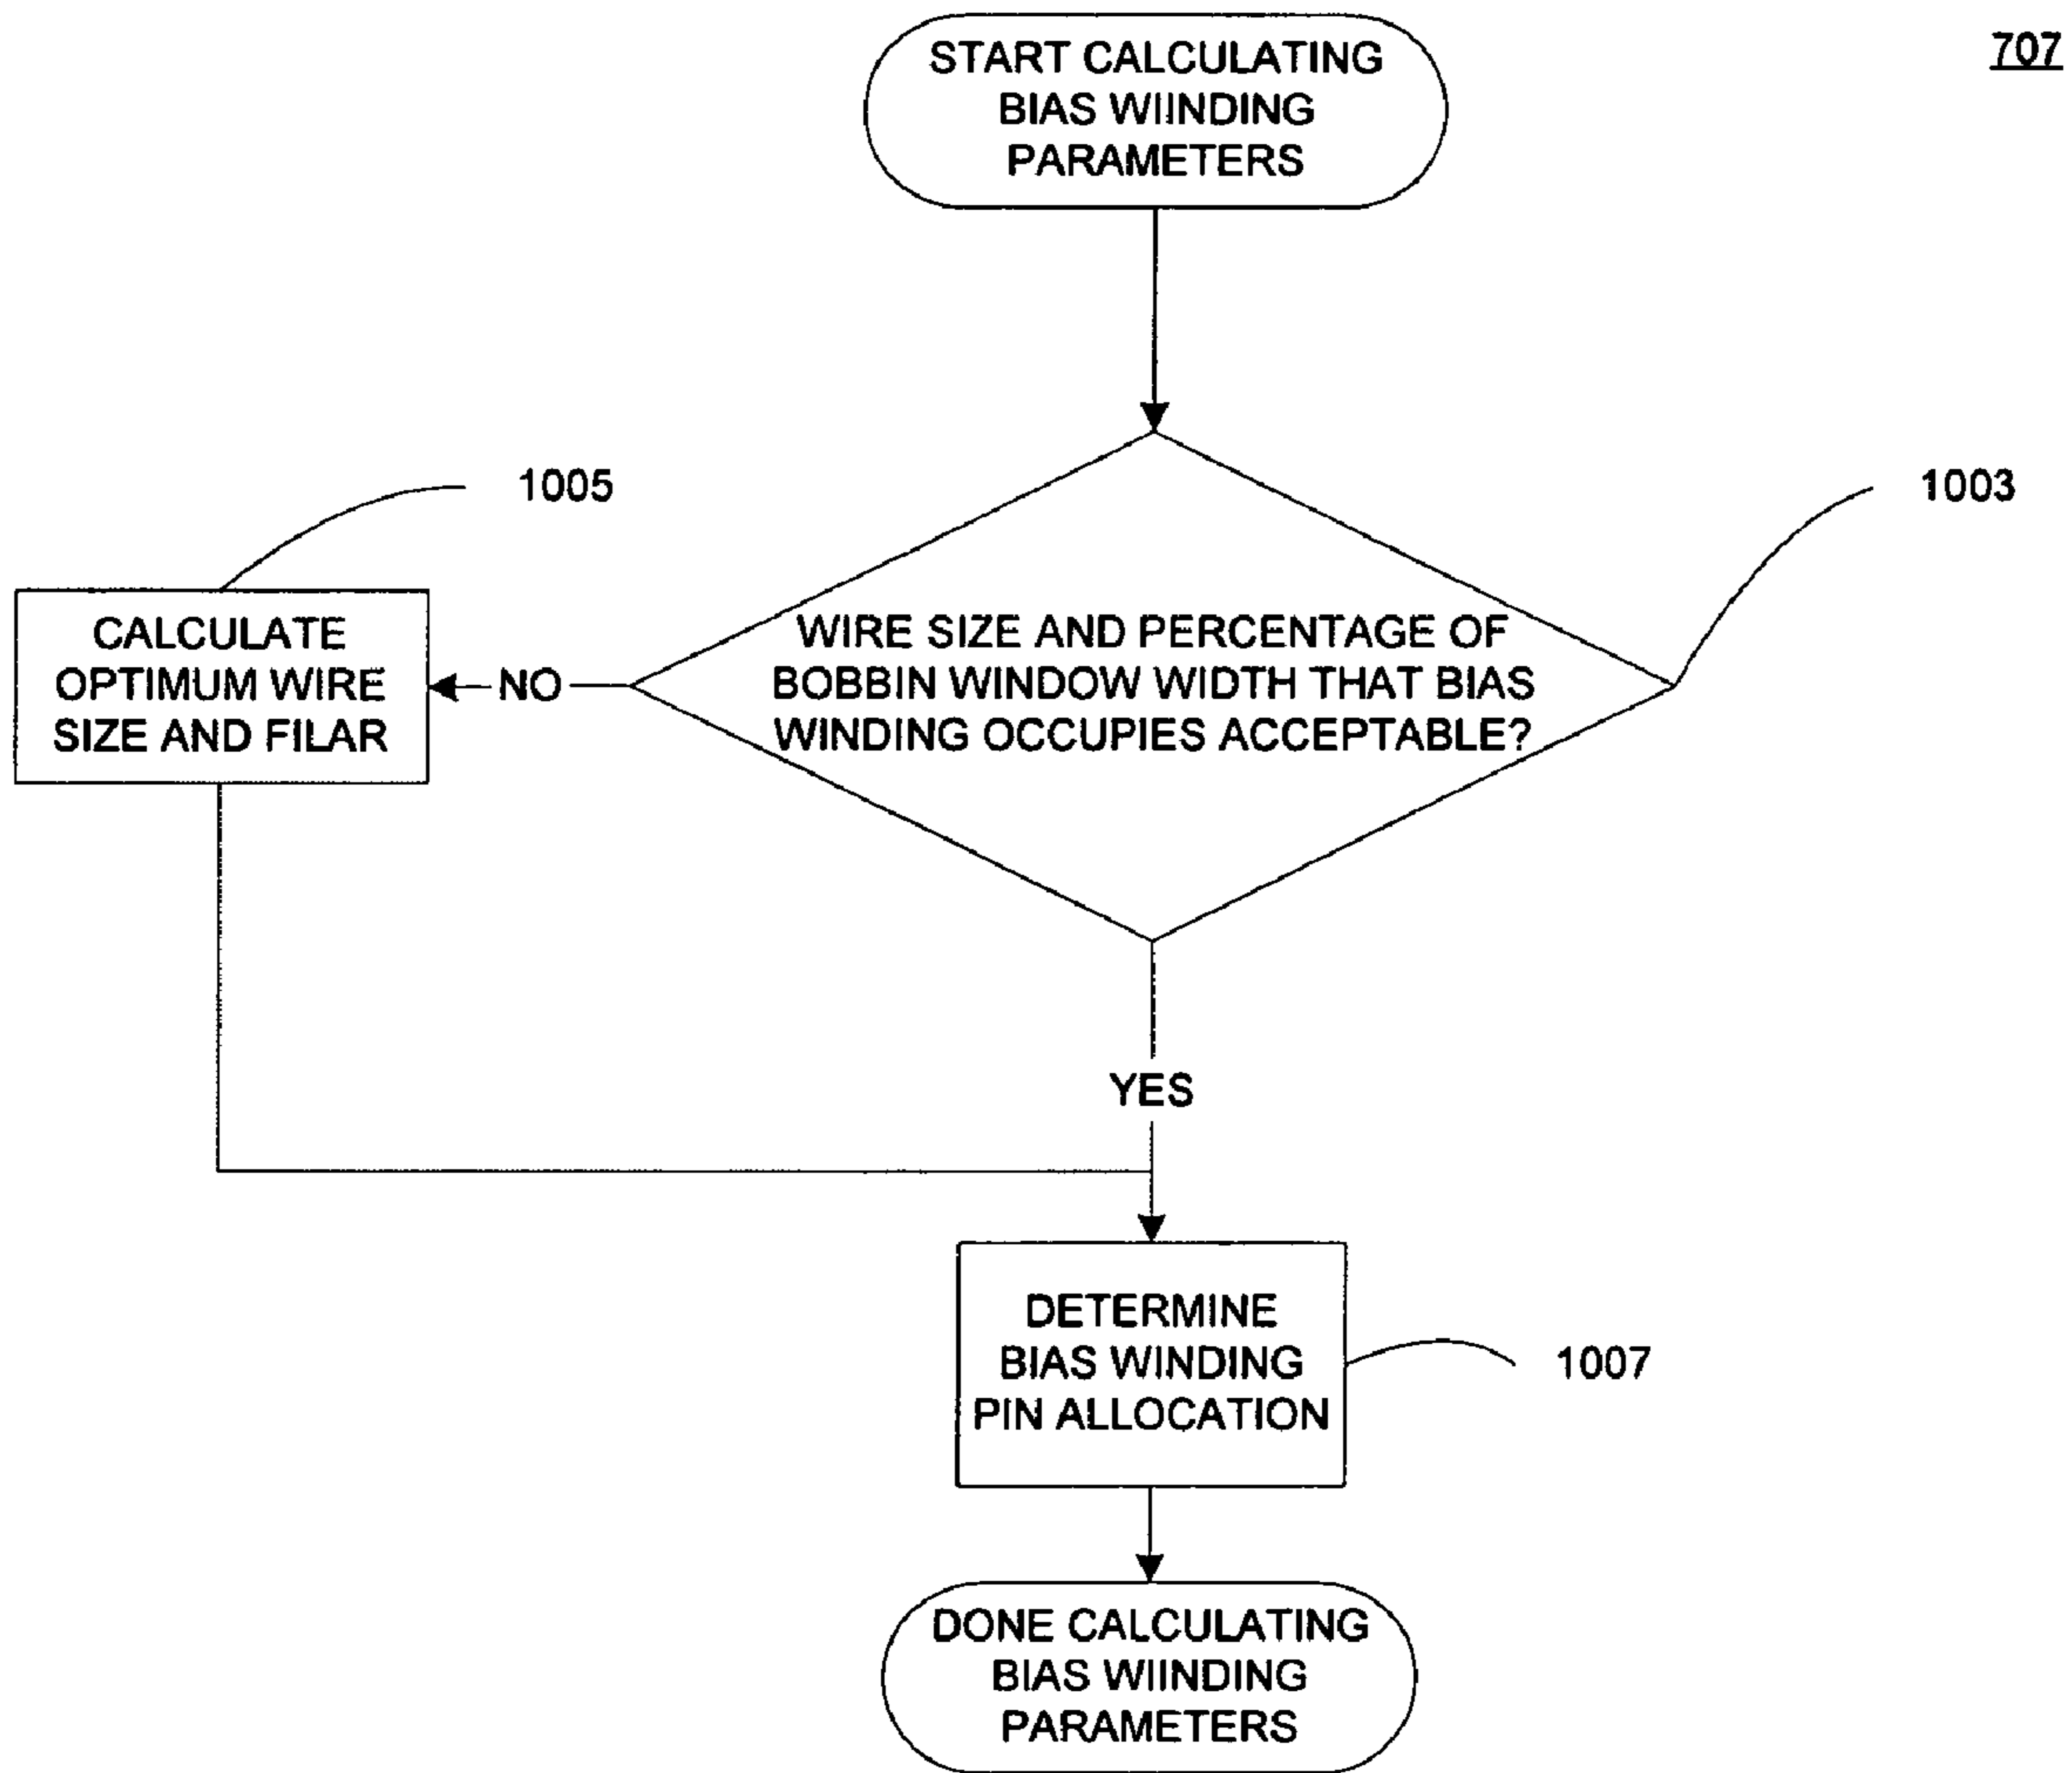 707
START CALCULATING
BIAS WIINDING
PARAMETERS
1005
1003
CALCULATE
OPTIMUM WIRE
SIZE AND FILAR
NO
WIRE SIZE AND PERCENTAGE OF
BOBBIN WINDOW WIDTH THAT BIAS
WINDING OCCUPIES ACCEPTABLE?
YES
DETERMINE
BIAS WINDING
PIN ALLOCATION
1007
DONE CALCULATING
BIAS WIINDING
PARAMETERS